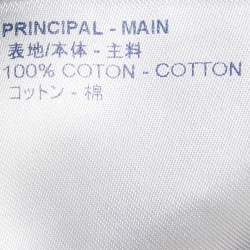 PRINCIPAL - MAIN
表地/本体 - 主料
100% COTON - COTTON
コットン - 棉